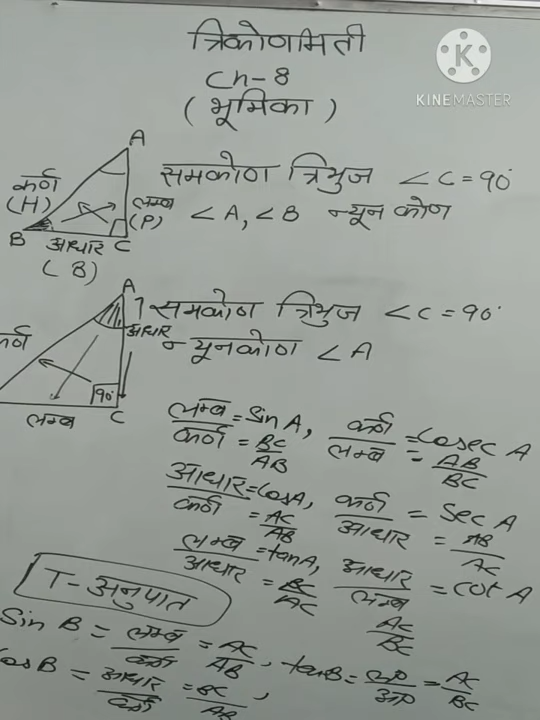 त्रिकोणमिती
Ch-8
(भूमिका)
KINEMASTER
A
समकोण त्रिभुज ∠C = 90°
कर्ण
(H)
लम्ब
(P)
∠A, ∠B न्यून कोण
B
आधार
C
(B)
A
समकोण त्रिभुज ∠C = 90°
आधार
न्यूनकोण ∠A
90°
C
लम्ब
लम्ब/कर्ण = Sin A, कर्ण/लम्ब = Cosec A
= BC/AB = AB/BC
आधार/कर्ण = Cos A, कर्ण/आधार = Sec A
= AC/AB = AB/AC
लम्ब/आधार = tan A, आधार/लम्ब = Cot A
= BC/AC AC/BC
T-अनुपात
Sin B = लम्ब/कर्ण = AC/AB, tan B = ल०/आ० = AC/BC
Cos B = आधार/कर्ण = BC/AB,